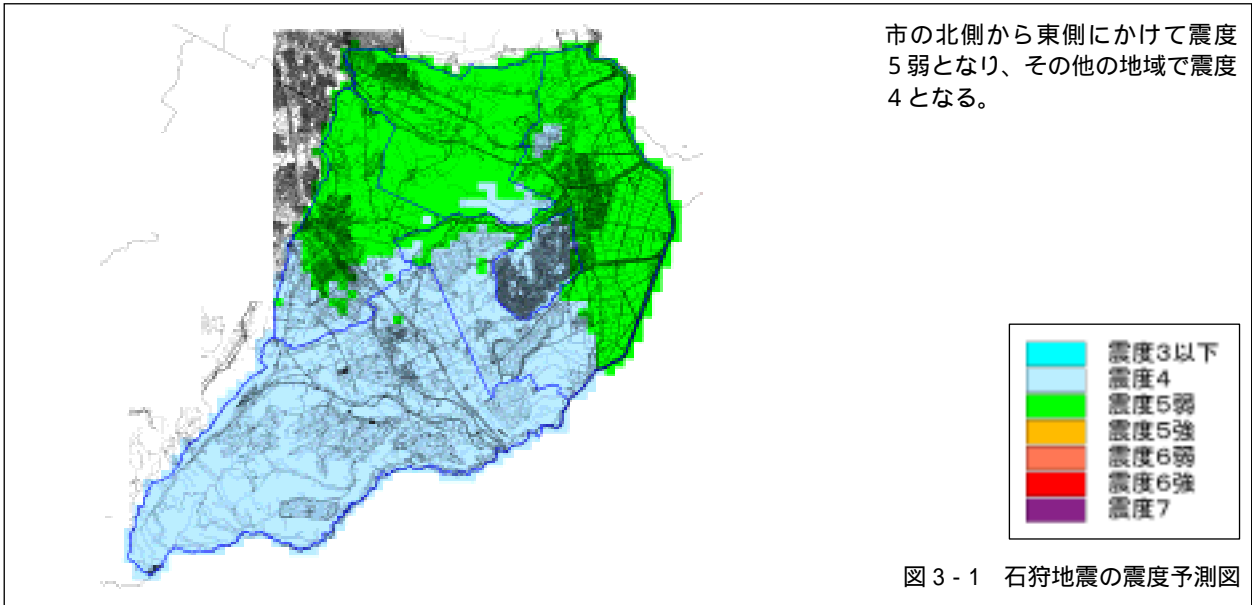 市の北側から東側にかけて震度
5弱となり、その他の地域で震度
4となる。
震度3以下
震度4
震度5弱
震度5強
震度6弱
震度6強
震度7
図3-1 石狩地震の震度予測図